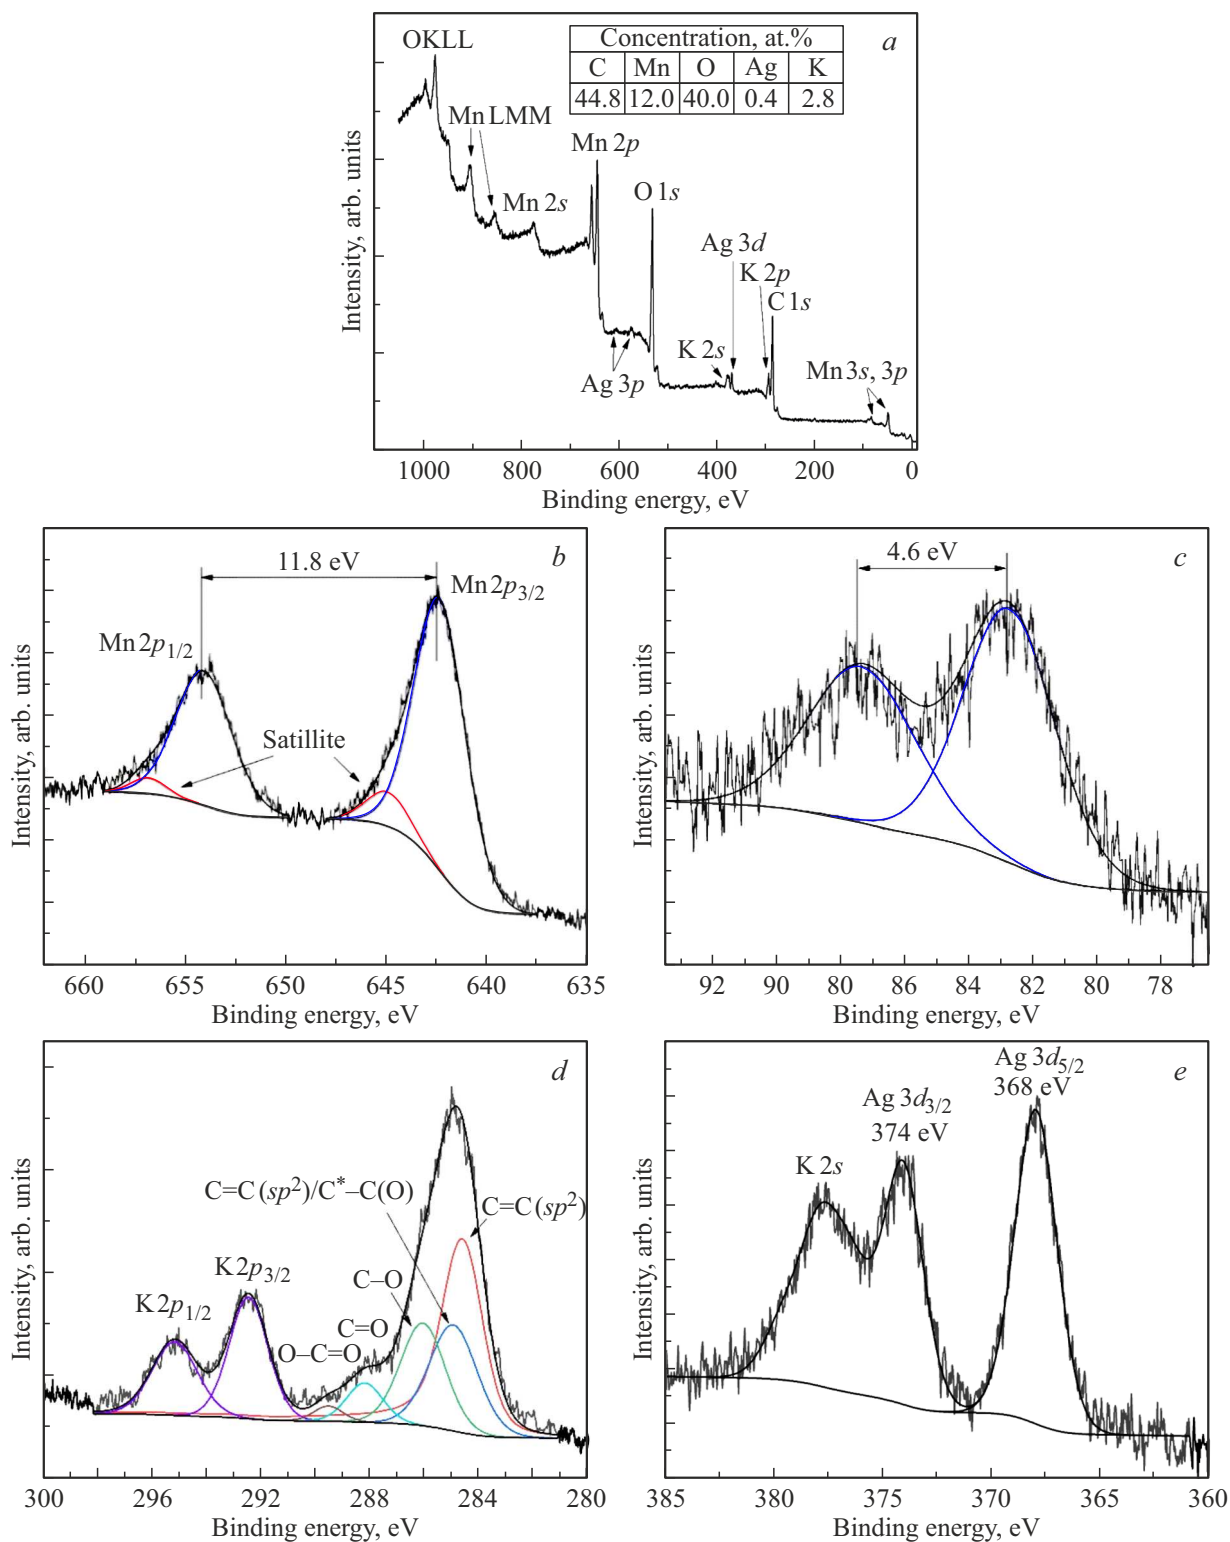 a
Concentration, at.%
C Mn O Ag K
44.8 12.0 40.0 0.4 2.8
OKLL
Mn LMM
Mn 2s
Mn 2p
O 1s
Ag 3d
K 2p
C 1s
K 2s
Ag 3p
Mn 3s, 3p
Intensity, arb. units
1000 800 600 400 200 0
Binding energy, eV
b
11.8 eV
Mn 2p3/2
Mn 2p1/2
Satillite
Intensity, arb. units
660 655 650 645 640 635
Binding energy, eV
c
4.6 eV
Intensity, arb. units
92 90 80 86 84 82 80 78
Binding energy, eV
d
C=C (sp2)/C*–C(O)
C=C (sp2)
C–O
C=O
O–C=O
K 2p3/2
K 2p1/2
Intensity, arb. units
300 295 292 288 284 280
Binding energy, eV
e
Ag 3d5/2
368 eV
Ag 3d3/2
374 eV
K 2s
Intensity, arb. units
385 380 374 370 365 360
Binding energy, eV